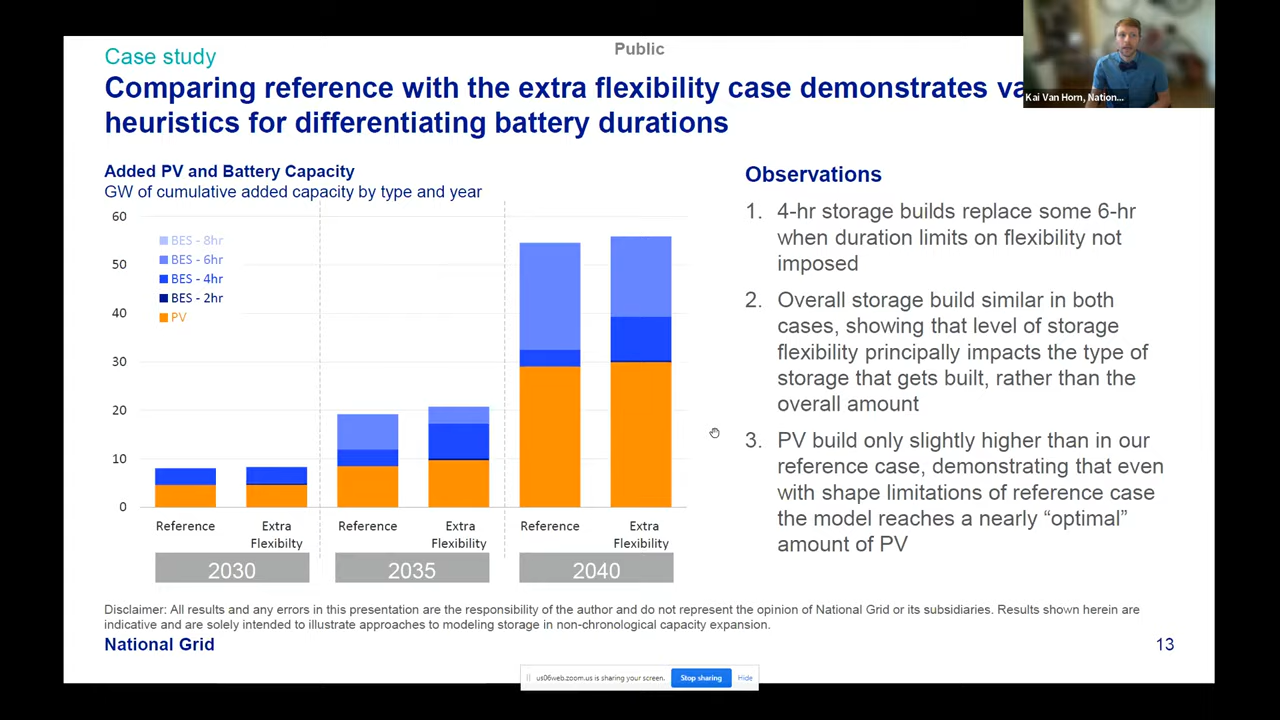 Case study
Public
Comparing reference with the extra flexibility case demonstrates
heuristics for differentiating battery durations
Kai Van Horn, Nation...
Added PV and Battery Capacity
GW of cumulative added capacity by type and year
60
50
40
30
20
10
0
BES - 8hr
BES - 6hr
BES - 4hr
BES - 2hr
PV
Reference
Extra
Flexibilty
Reference
Extra
Flexibility
Reference
Extra
Flexibility
2030
2035
2040
Observations
1. 4-hr storage builds replace some 6-hr
when duration limits on flexibility not
imposed
2. Overall storage build similar in both
cases, showing that level of storage
flexibility principally impacts the type of
storage that gets built, rather than the
overall amount
3. PV build only slightly higher than in our
reference case, demonstrating that even
with shape limitations of reference case
the model reaches a nearly “optimal”
amount of PV
Disclaimer: All results and any errors in this presentation are the responsibility of the author and do not represent the opinion of National Grid or its subsidiaries. Results shown herein are
indicative and are solely intended to illustrate approaches to modeling storage in non-chronological capacity expansion.
National Grid
13
us06web.zoom.us is sharing your screen.
Stop sharing
Hide